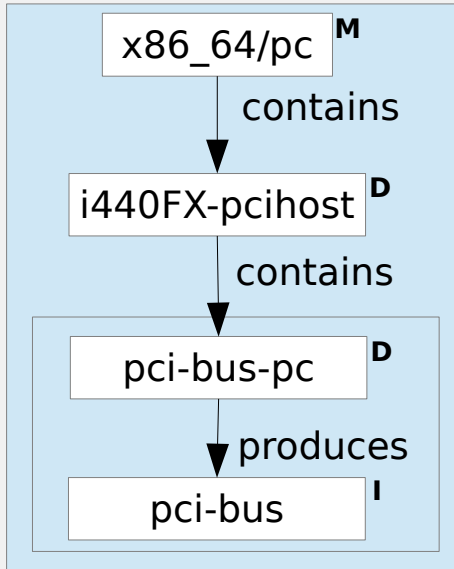 x86_64/pc M
contains
i440FX-pcihost D
contains
pci-bus-pc D
produces
pci-bus I